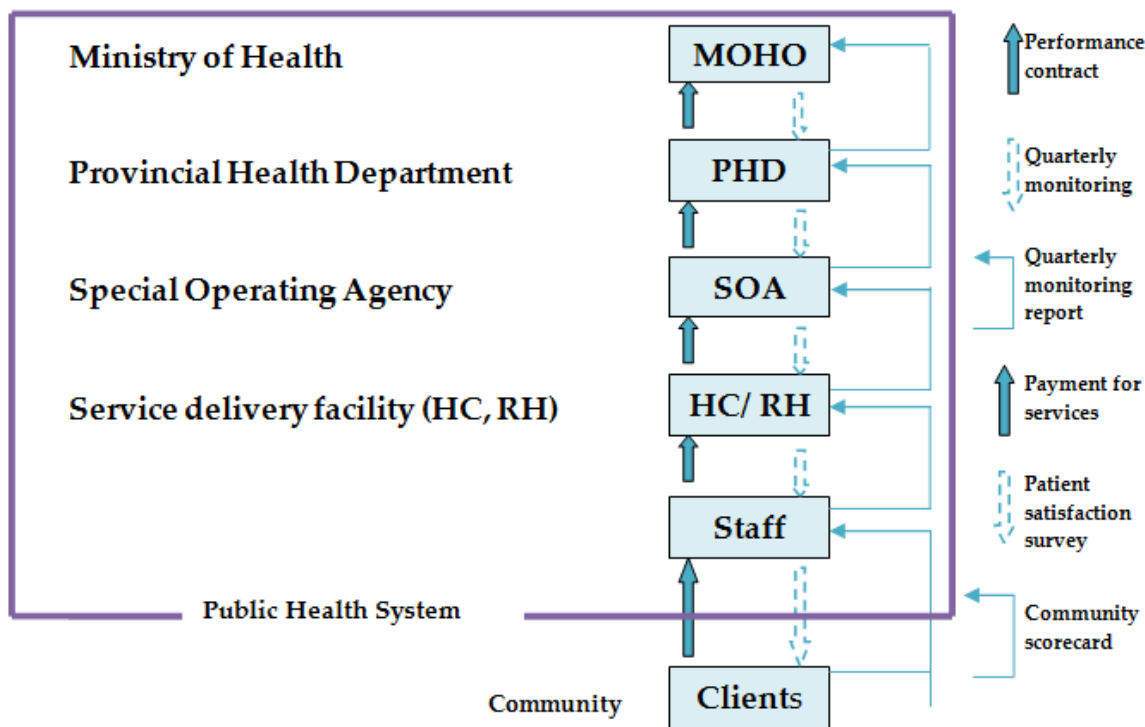 Ministry of Health
MOHO
Performance
contract
Provincial Health Department
PHD
Quarterly
monitoring
Special Operating Agency
SOA
Quarterly
monitoring
report
Service delivery facility (HC, RH)
HC/ RH
Payment for
services
Staff
Patient
satisfaction
survey
Public Health System
Community
scorecard
Community
Clients